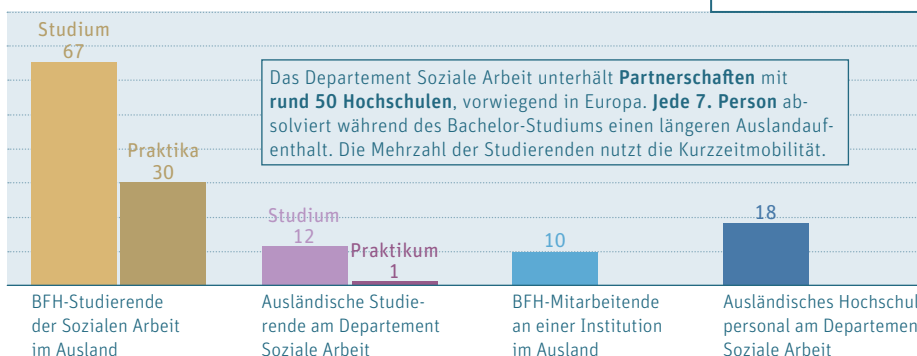 Studium
67
Das Departement Soziale Arbeit unterhält Partnerschaften mit
rund 50 Hochschulen, vorwiegend in Europa. Jede 7. Person ab-
solviert während des Bachelor-Studiums einen längeren Auslandauf-
enthalt. Die Mehrzahl der Studierenden nutzt die Kurzzeitmobilität.
Praktika
30
Studium
12
Praktikum
1
10
18
BFH-Studierende
der Sozialen Arbeit
im Ausland
Ausländische Studie-
rende am Departement
Soziale Arbeit
BFH-Mitarbeitende
an einer Institution
im Ausland
Ausländisches Hochschul
personal am Departemen
Soziale Arbeit